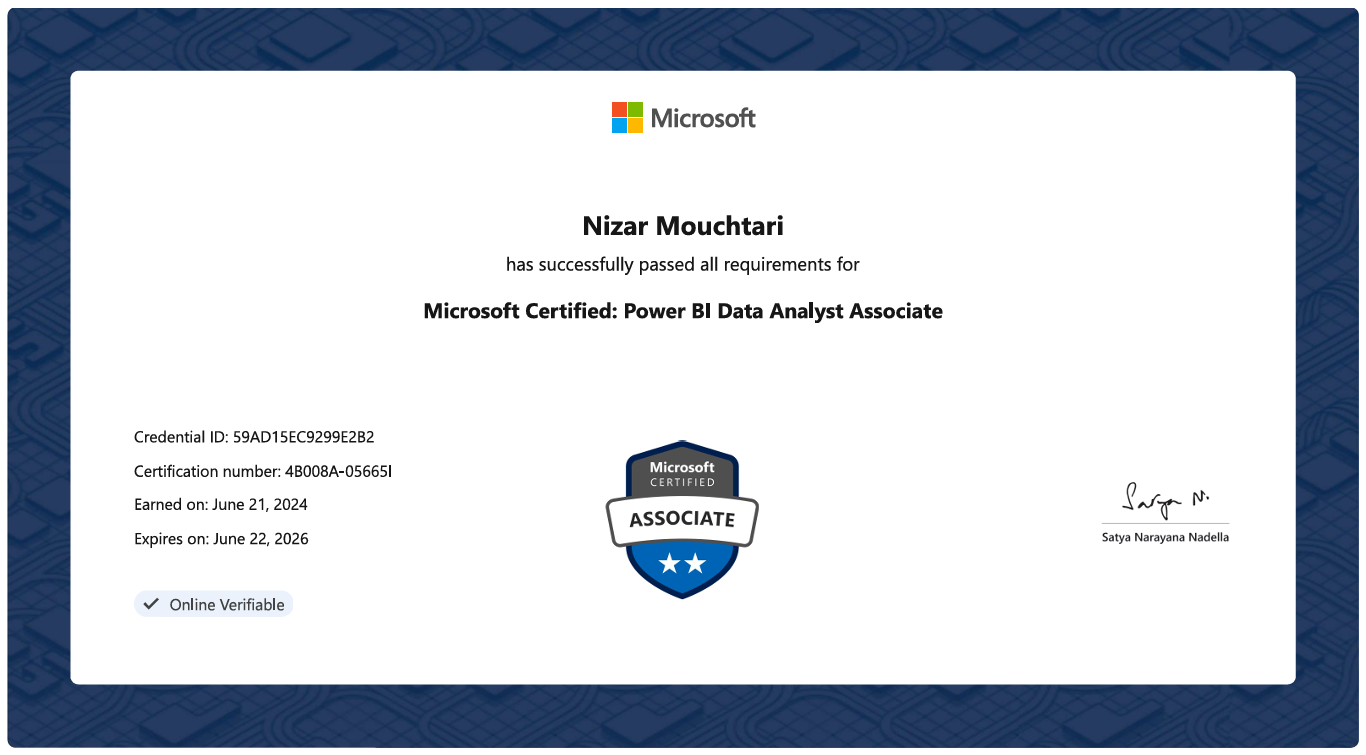 Microsoft
Nizar Mouchtari
has successfully passed all requirements for
Microsoft Certified: Power BI Data Analyst Associate
Credential ID: 59AD15EC9299E2B2
Certification number: 4B008A-05665I
Earned on: June 21, 2024
Expires on: June 22, 2026
Online Verifiable
Microsoft
CERTIFIED
ASSOCIATE
Satya N.
Satya Narayana Nadella